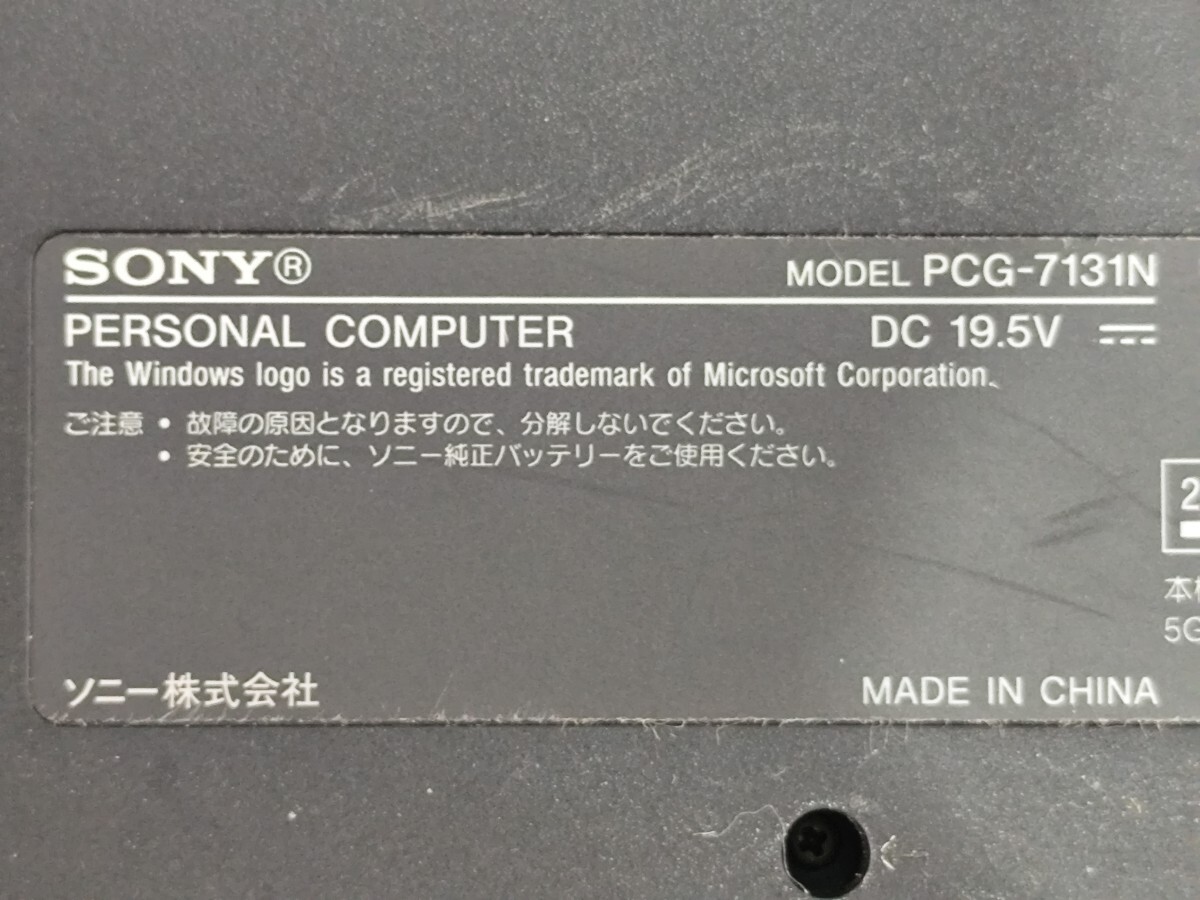 SONY®
MODEL PCG-7131N
PERSONAL COMPUTER
DC 19.5V
The Windows logo is a registered trademark of Microsoft Corporation.
ご注意 • 故障の原因となりますので、分解しないでください。
• 安全のために、ソニー純正バッテリーをご使用ください。
2
本
5G
ソニー株式会社
MADE IN CHINA